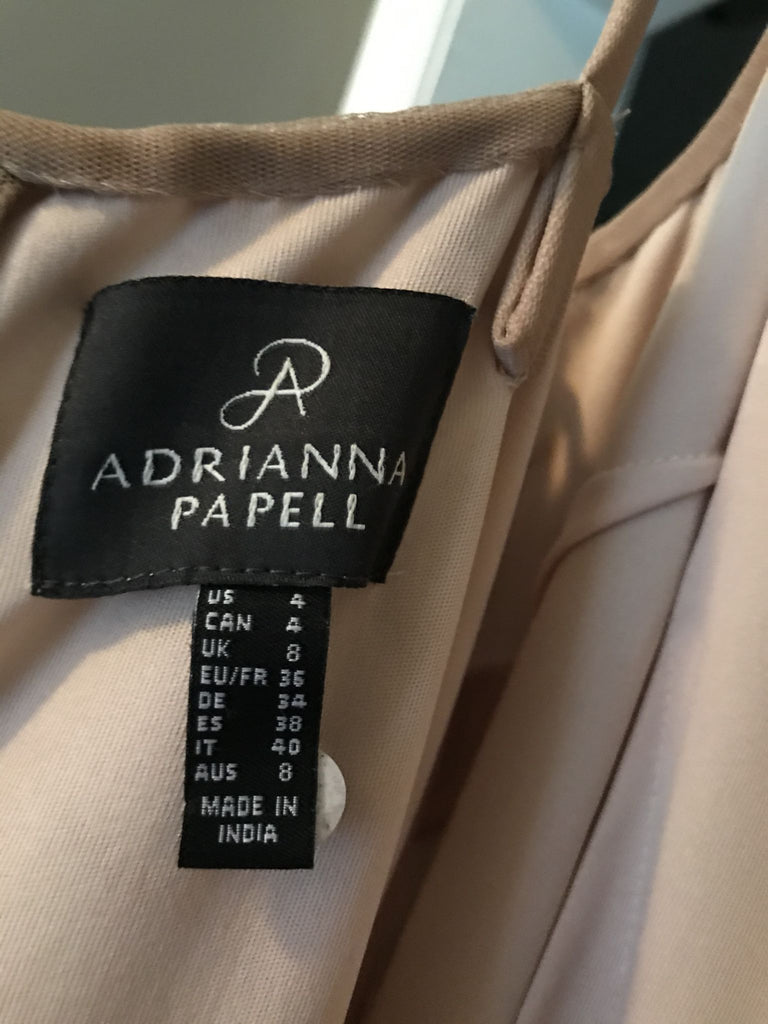 AP
ADRIANNA
PAPELL
US 4
CAN 4
UK 8
EU/FR 36
DE 34
ES 38
IT 40
AUS 8
MADE IN
INDIA